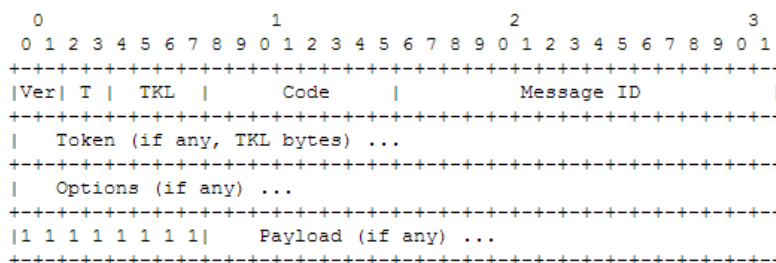 0                   1                   2                   3
 0 1 2 3 4 5 6 7 8 9 0 1 2 3 4 5 6 7 8 9 0 1 2 3 4 5 6 7 8 9 0 1
+-+-+-+-+-+-+-+-+-+-+-+-+-+-+-+-+-+-+-+-+-+-+-+-+-+-+-+-+-+-+-+-
|Ver| T |  TKL  |      Code     |          Message ID           |
+-+-+-+-+-+-+-+-+-+-+-+-+-+-+-+-+-+-+-+-+-+-+-+-+-+-+-+-+-+-+-+-
|   Token (if any, TKL bytes) ...
+-+-+-+-+-+-+-+-+-+-+-+-+-+-+-+-+-+-+-+-+-+-+-+-+-+-+-+-+-+-+-+-
|   Options (if any) ...
+-+-+-+-+-+-+-+-+-+-+-+-+-+-+-+-+-+-+-+-+-+-+-+-+-+-+-+-+-+-+-+-
|1 1 1 1 1 1 1 1|    Payload (if any) ...
+-+-+-+-+-+-+-+-+-+-+-+-+-+-+-+-+-+-+-+-+-+-+-+-+-+-+-+-+-+-+-+-